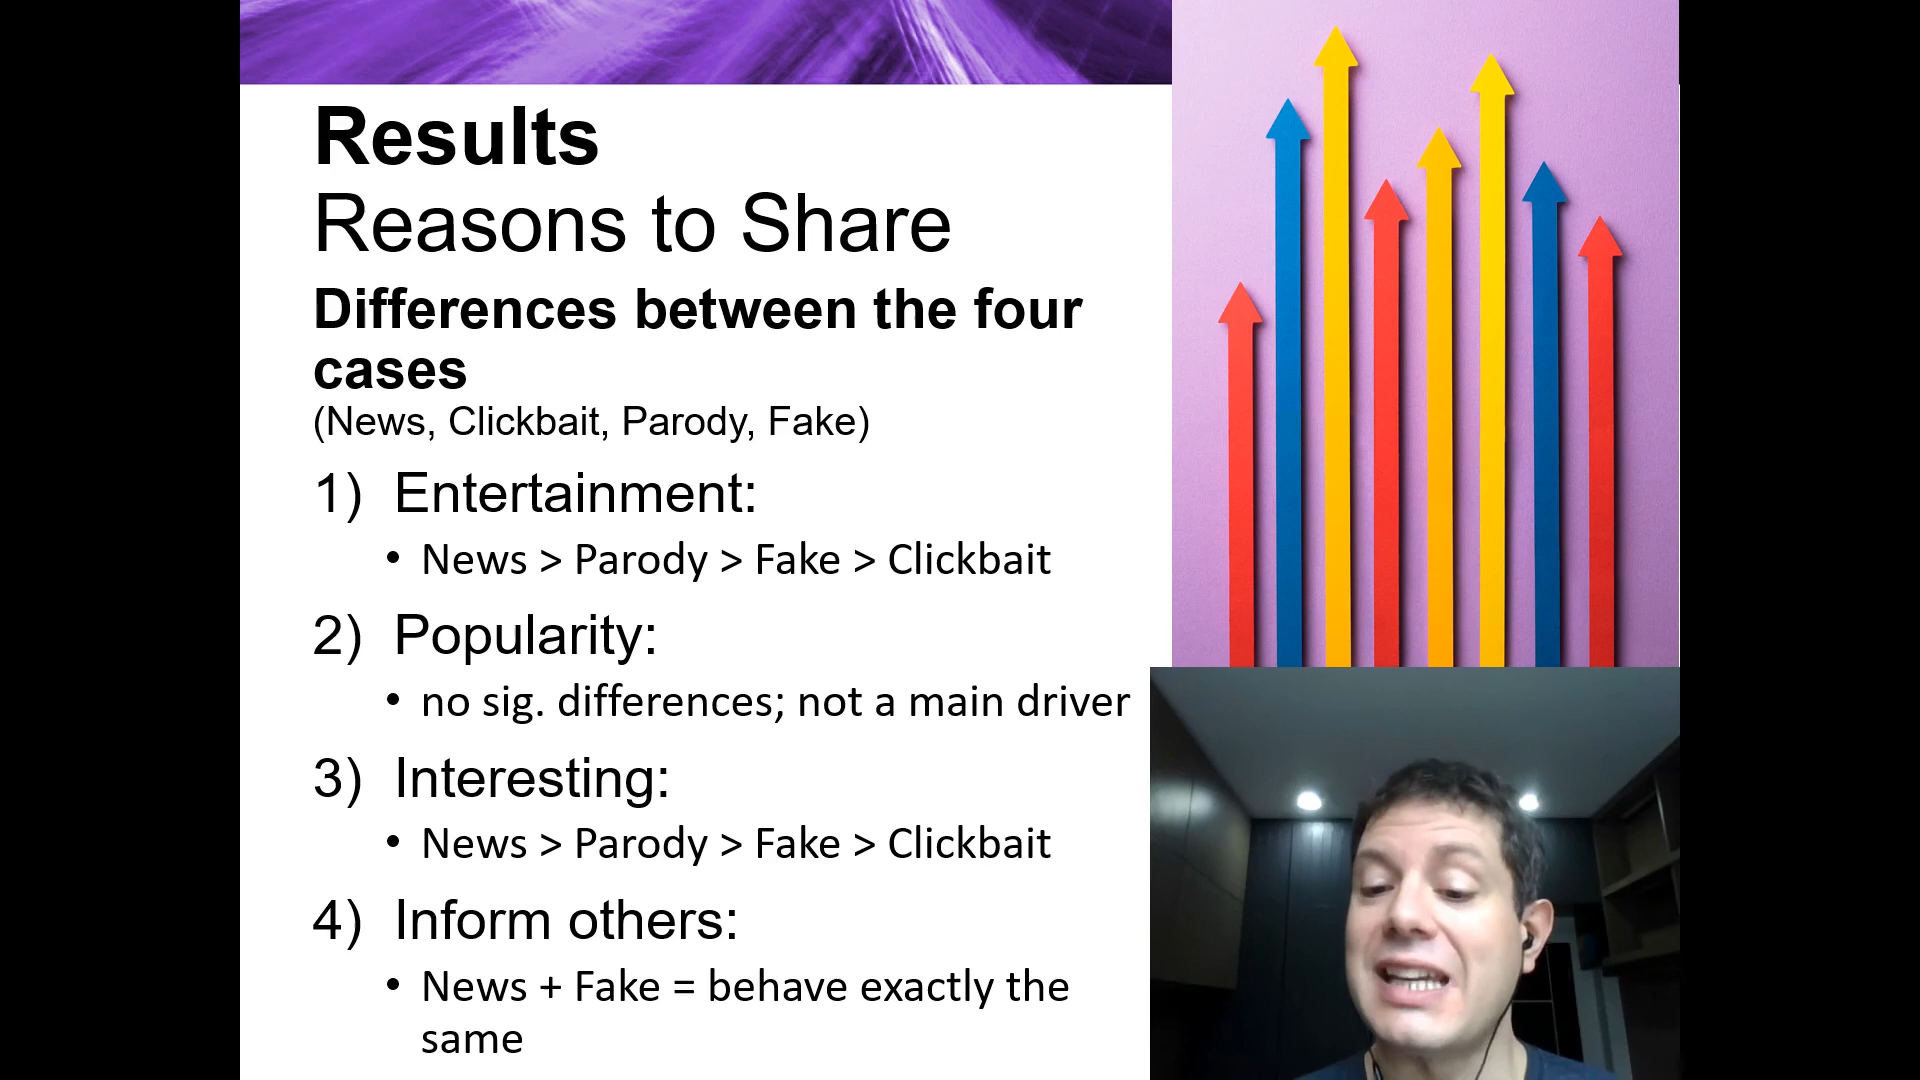 Results
Reasons to Share
Differences between the four
cases
(News, Clickbait, Parody, Fake)
1) Entertainment:
• News > Parody > Fake > Clickbait
2) Popularity:
• no sig. differences; not a main driver
3) Interesting:
• News > Parody > Fake > Clickbait
4) Inform others:
• News + Fake = behave exactly the
same